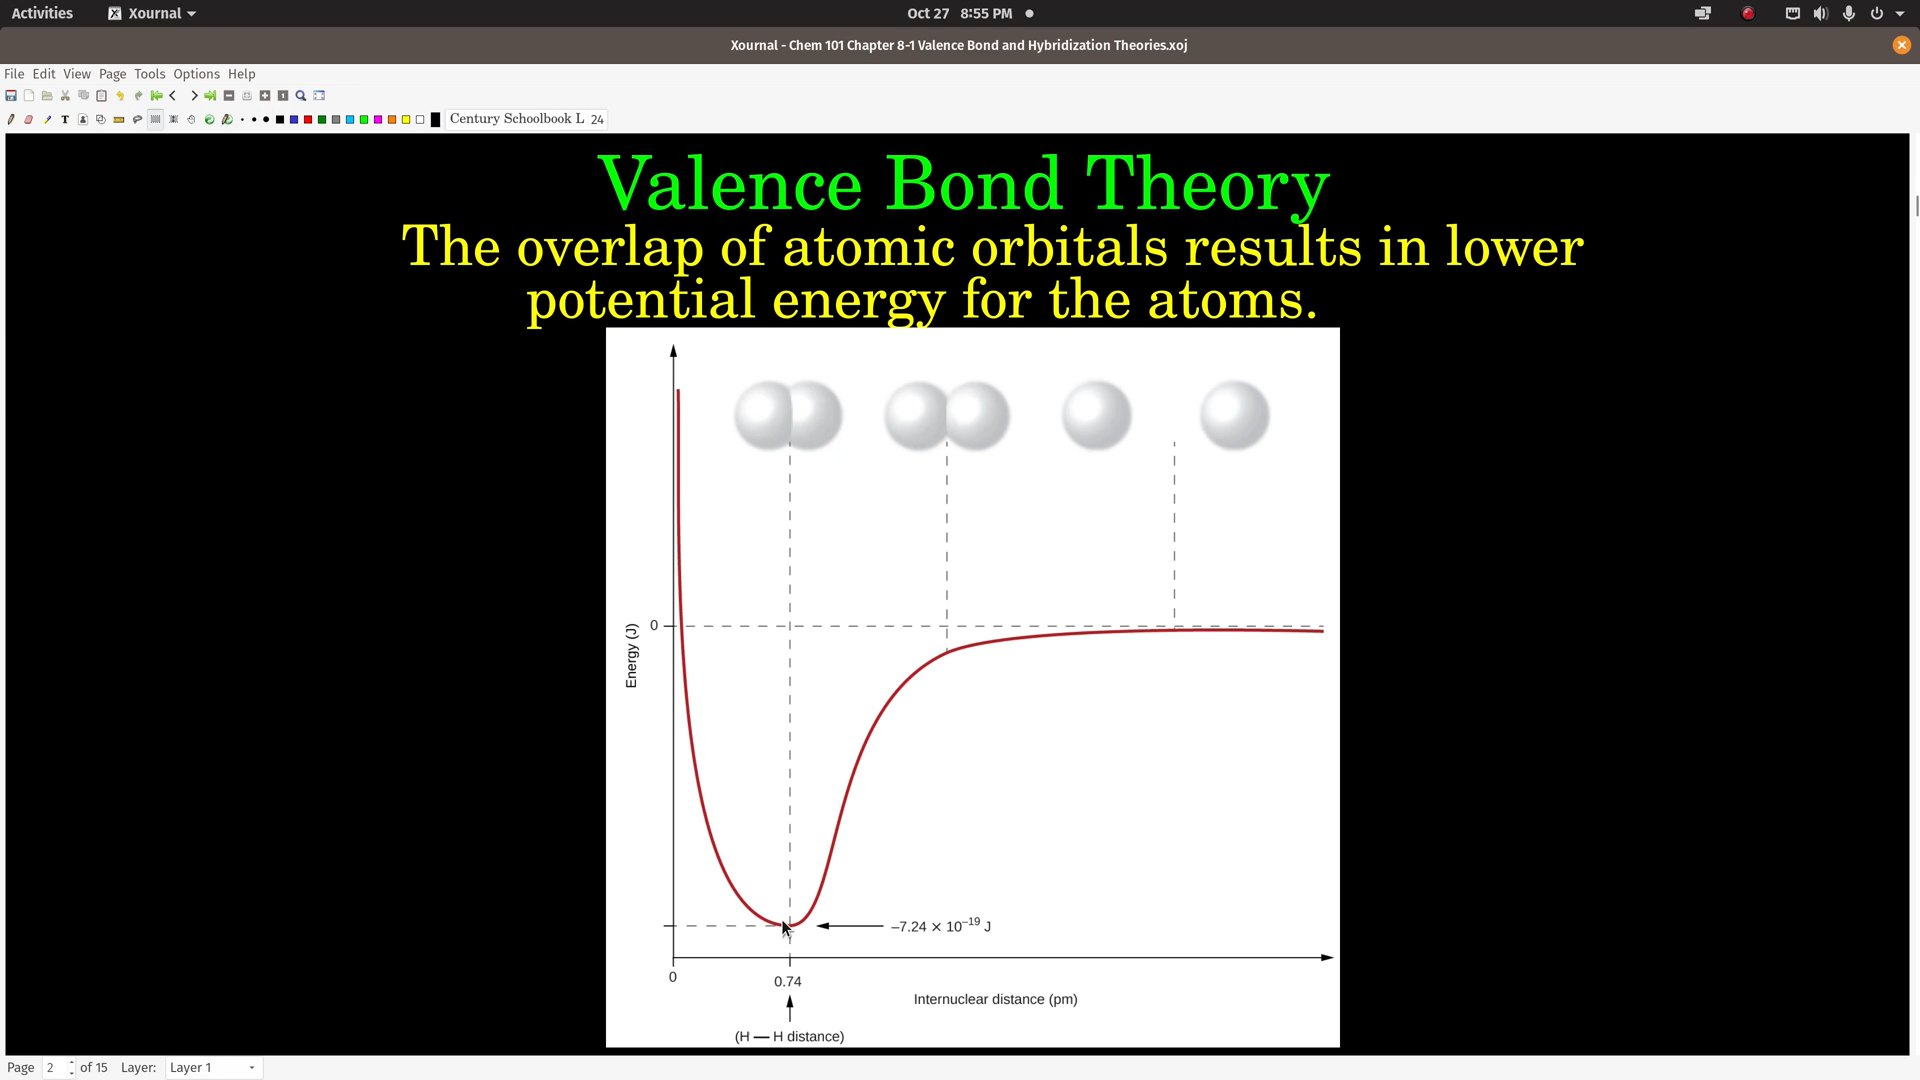 Activities Xournal Oct 27 8:55 PM
Xournal - Chem 101 Chapter 8-1 Valence Bond and Hybridization Theories.xoj
File Edit View Page Tools Options Help
T Century Schoolbook L 24
Valence Bond Theory
The overlap of atomic orbitals results in lower
potential energy for the atoms.
0
Energy (J)
–7.24 × 10⁻¹⁹ J
0
0.74
Internuclear distance (pm)
(H — H distance)
Page 2 of 15 Layer: Layer 1